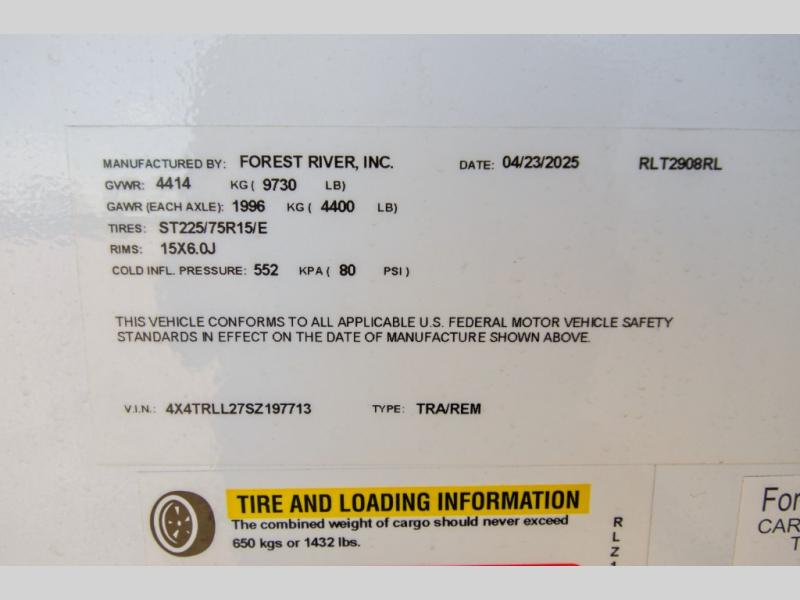 MANUFACTURED BY: FOREST RIVER, INC. DATE: 04/23/2025 RLT2908RL
GVWR: 4414 KG ( 9730 LB)
GAWR (EACH AXLE): 1996 KG ( 4400 LB)
TIRES: ST225/75R15/E
RIMS: 15X6.0J
COLD INFL. PRESSURE: 552 KPA ( 80 PSI )
THIS VEHICLE CONFORMS TO ALL APPLICABLE U.S. FEDERAL MOTOR VEHICLE SAFETY
STANDARDS IN EFFECT ON THE DATE OF MANUFACTURE SHOWN ABOVE.
V.I.N.: 4X4TRLL27SZ197713 TYPE: TRA/REM
TIRE AND LOADING INFORMATION
The combined weight of cargo should never exceed
650 kgs or 1432 lbs.
RLZ1
For
CAR
T